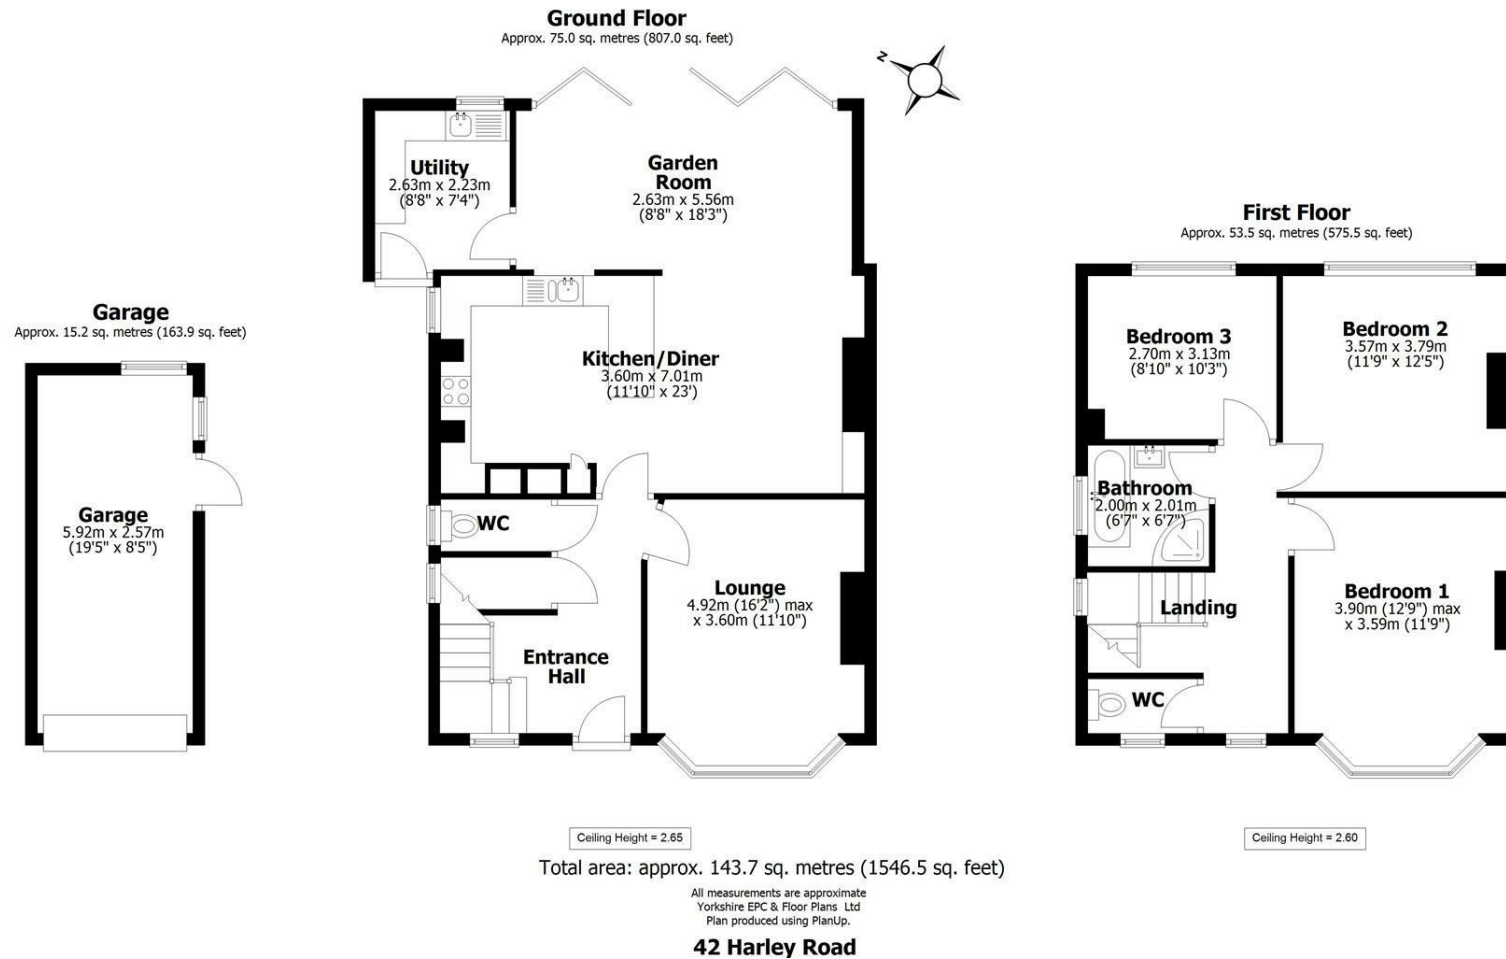 Ground Floor
Approx. 75.0 sq. metres (807.0 sq. feet)
N
Utility
2.63m x 2.23m
(8'8" x 7'4")
Garden
Room
2.63m x 5.56m
(8'8" x 18'3")
Kitchen/Diner
3.60m x 7.01m
(11'10" x 23')
WC
Lounge
4.92m (16'2") max
x 3.60m (11'10")
Entrance
Hall
Garage
Approx. 15.2 sq. metres (163.9 sq. feet)
Garage
5.92m x 2.57m
(19'5" x 8'5")
First Floor
Approx. 53.5 sq. metres (575.5 sq. feet)
Bedroom 3
2.70m x 3.13m
(8'10" x 10'3")
Bedroom 2
3.57m x 3.79m
(11'9" x 12'5")
Bathroom
2.00m x 2.01m
(6'7" x 6'7")
Landing
Bedroom 1
3.90m (12'9") max
x 3.59m (11'9")
WC
Ceiling Height = 2.65
Ceiling Height = 2.60
Total area: approx. 143.7 sq. metres (1546.5 sq. feet)
All measurements are approximate
Yorkshire EPC & Floor Plans Ltd
Plan produced using PlanUp.
42 Harley Road